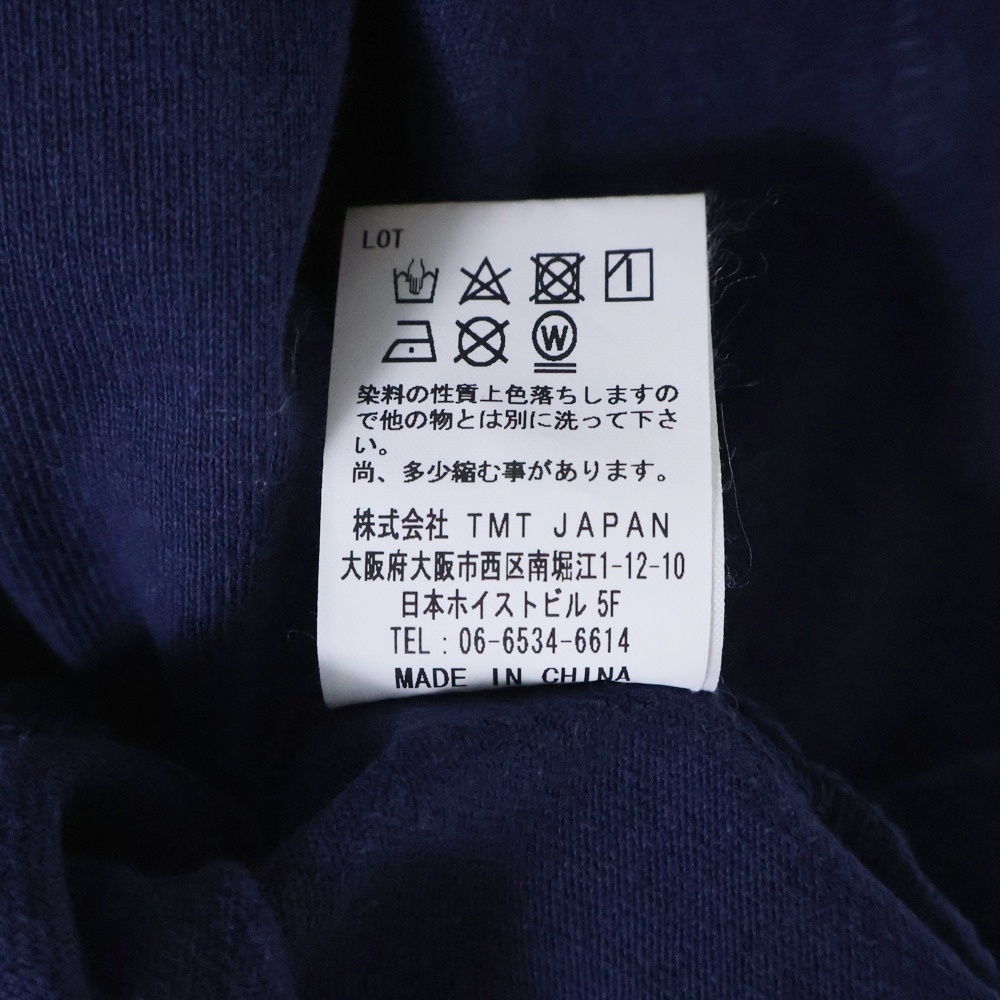 LOT
W
染料の性質上色落ちしますの
で他の物とは別に洗って下さ
い。
尚、多少縮む事があります。
株式会社 TMT JAPAN
大阪府大阪市西区南堀江1-12-10
日本ホイストビル 5F
TEL : 06-6534-6614
MADE IN CHINA